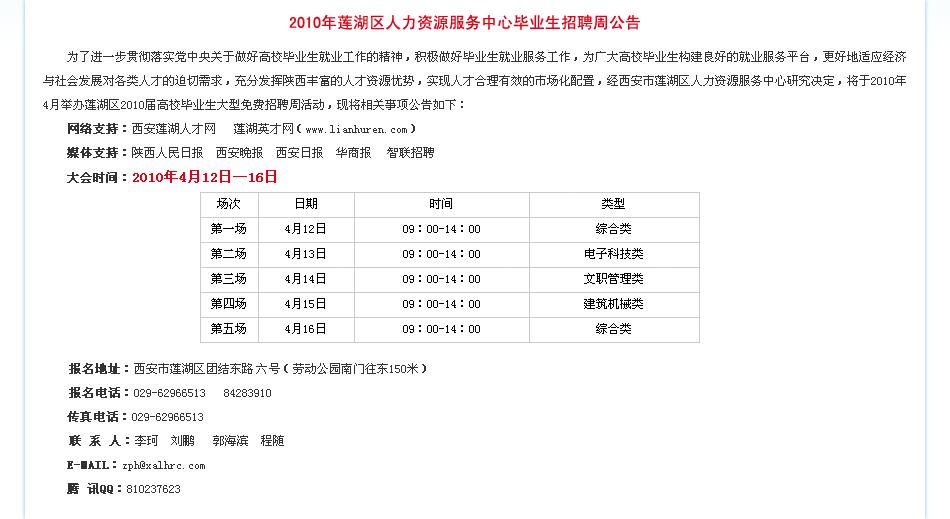 2010年莲湖区人力资源服务中心毕业生招聘周公告
为了进一步贯彻落实党中央关于做好高校毕业生就业工作的精神，积极做好毕业生就业服务工作，为广大高校毕业生构建良好的就业服务平台，更好地适应经济
与社会发展对各类人才的迫切需求，充分发挥陕西丰富的人才资源优势，实现人才合理有效的市场化配置，经西安市莲湖区人力资源服务中心研究决定，将于2010年
4月举办莲湖区2010届高校毕业生大型免费招聘周活动，现将相关事项公告如下：
网络支持：西安莲湖人才网 莲湖英才网（www.lianhuren.com）
媒体支持：陕西人民日报 西安晚报 西安日报 华商报 智联招聘
大会时间：2010年4月12日—16日
场次 日期 时间 类型
第一场 4月12日 09：00-14：00 综合类
第二场 4月13日 09：00-14：00 电子科技类
第三场 4月14日 09：00-14：00 文职管理类
第四场 4月15日 09：00-14：00 建筑机械类
第五场 4月16日 09：00-14：00 综合类
报名地址：西安市莲湖区团结东路六号（劳动公园南门往东150米）
报名电话：029-62966513 84283910
传真电话：029-62966513
联 系 人：李珂 刘鹏 郭海滨 程随
E-MAIL：zph@xalhrc.com
腾 讯QQ：810237623